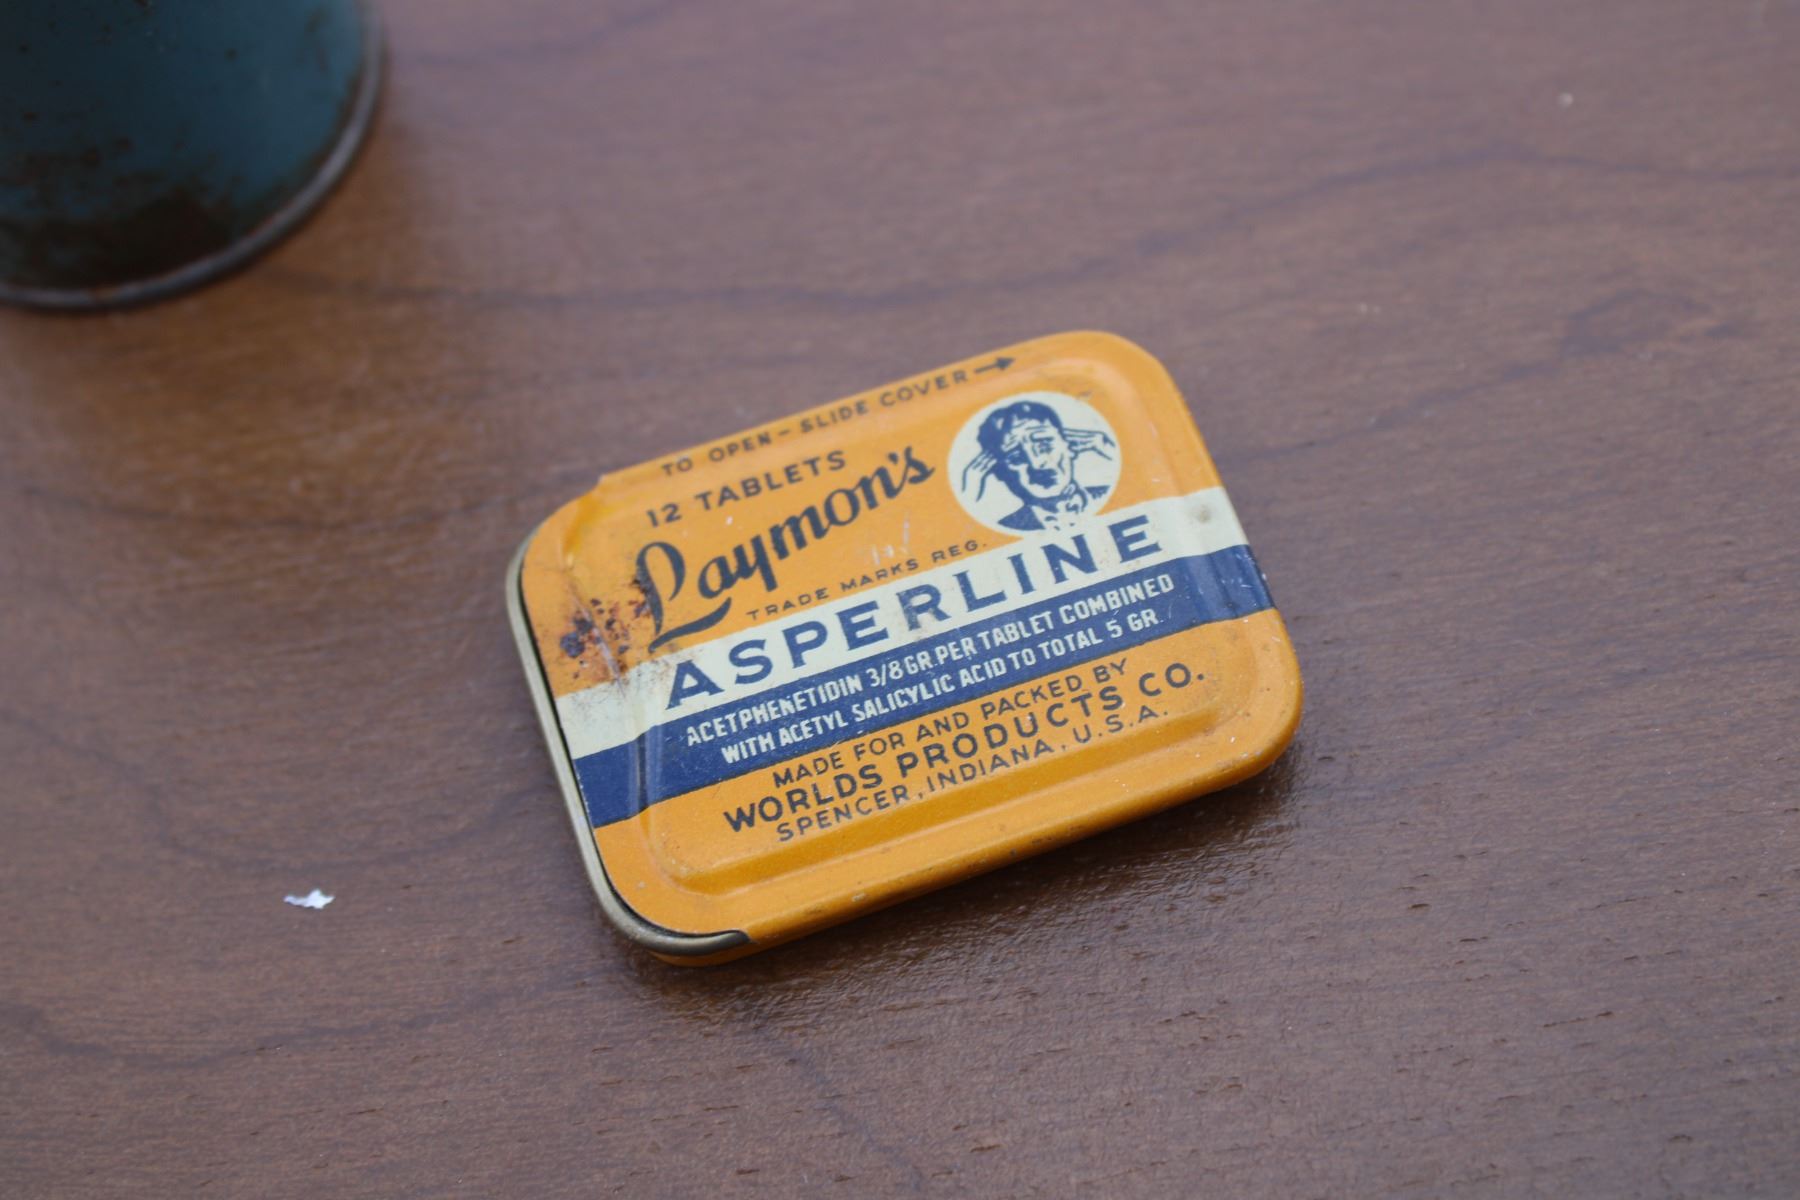 TO OPEN - SLIDE COVER →
12 TABLETS
Laymon's
TRADE MARKS REG.
ASPERLINE
ACETPHENETIDIN 3/8 GR. PER TABLET COMBINED
WITH ACETYL SALICYLIC ACID TO TOTAL 5 GR.
MADE FOR AND PACKED BY
WORLDS PRODUCTS CO.
SPENCER, INDIANA, U.S.A.